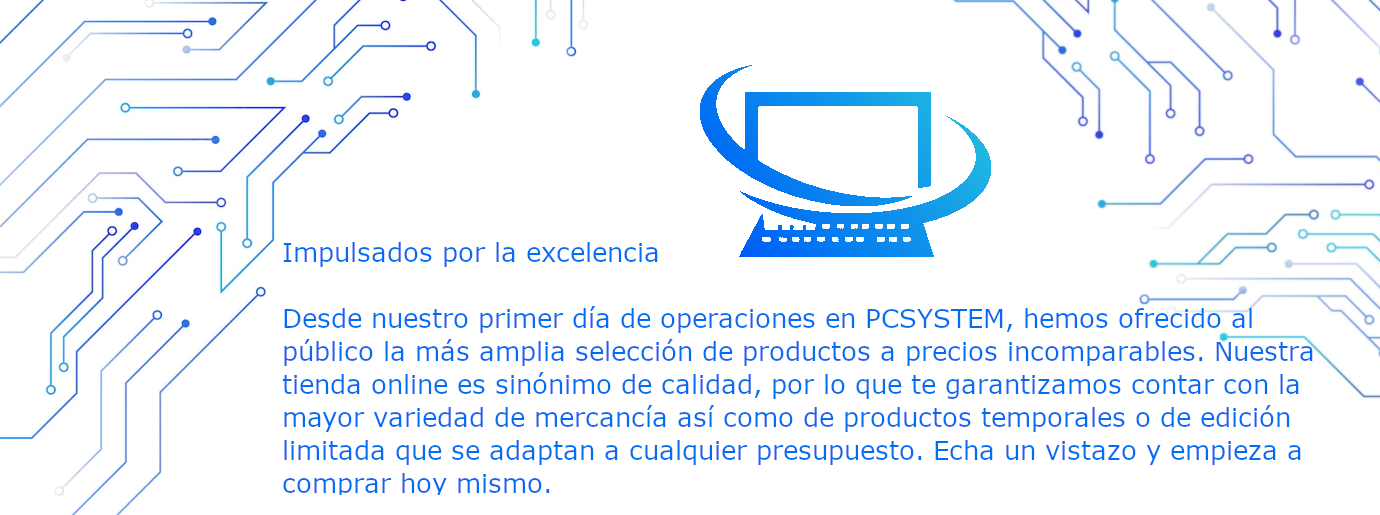 Impulsados por la excelencia
Desde nuestro primer día de operaciones en PCSYSTEM, hemos ofrecido al
público la más amplia selección de productos a precios incomparables. Nuestra
tienda online es sinónimo de calidad, por lo que te garantizamos contar con la
mayor variedad de mercancía así como de productos temporales o de edición
limitada que se adaptan a cualquier presupuesto. Echa un vistazo y empieza a
comprar hoy mismo.